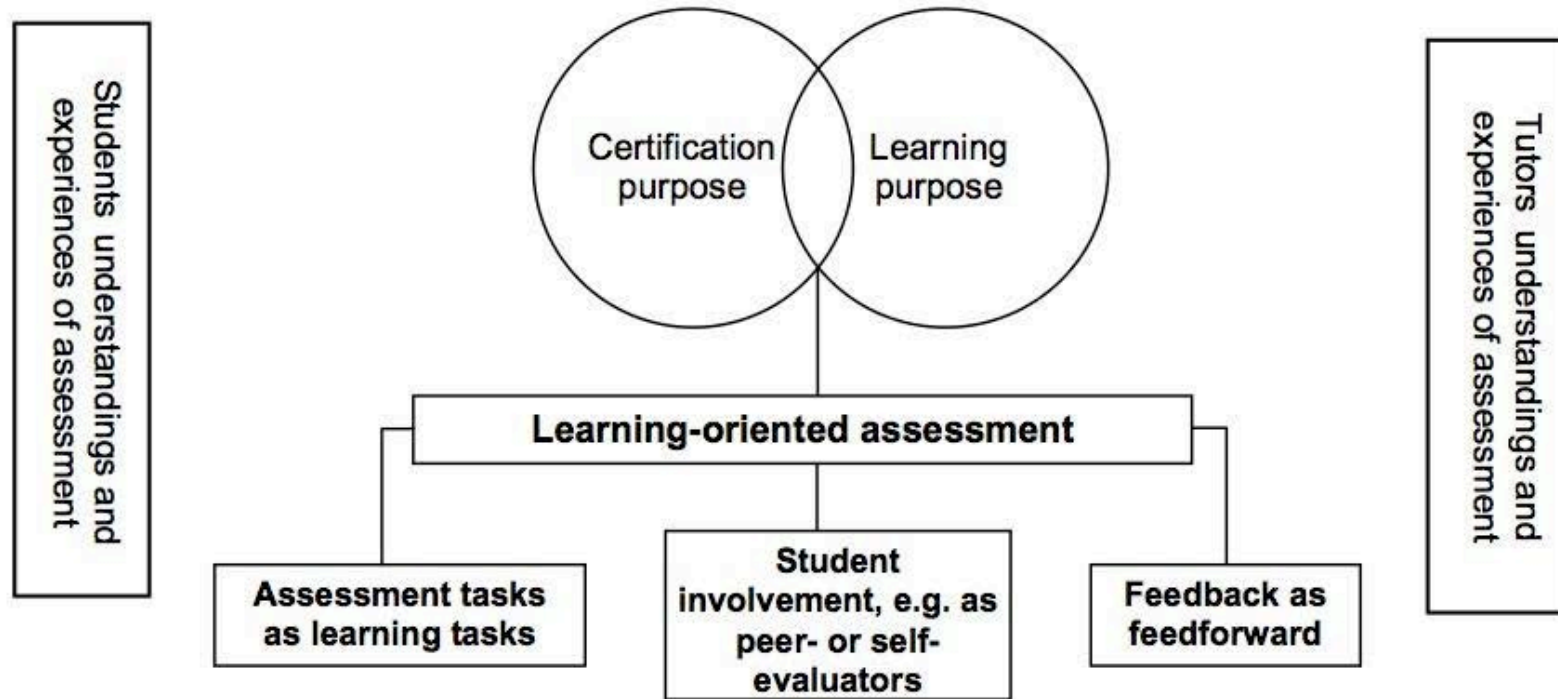 Students understandings and
experiences of assessment
Certification
purpose
Learning
purpose
Tutors understandings and
experiences of assessment
Learning-oriented assessment
Assessment tasks
as learning tasks
Student
involvement, e.g. as
peer- or self-
evaluators
Feedback as
feedforward